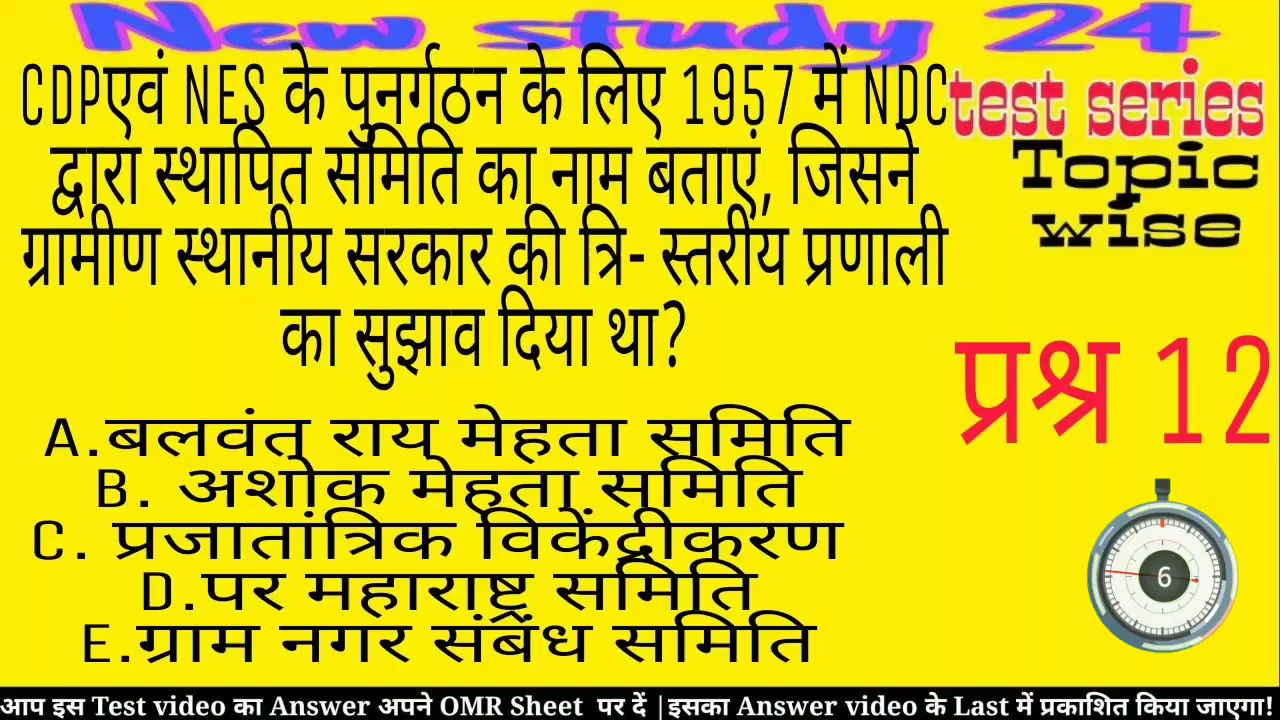 New study 24
CDPएवं NES के पुनर्गठन के लिए 1957 में NDC
द्वारा स्थापित समिति का नाम बताएं, जिसने
ग्रामीण स्थानीय सरकार की त्रि- स्तरीय प्रणाली
का सुझाव दिया था?
test series
Topic
wise
प्रश्न 12
A.बलवंत राय मेहता समिति
B. अशोक मेहता समिति
C. प्रजातांत्रिक विकेंद्रीकरण
D.पर महाराष्ट्र समिति
E.ग्राम नगर संबंध समिति
6
आप इस Test video का Answer अपने OMR Sheet पर दें |इसका Answer video के Last में प्रकाशित किया जाएगा!